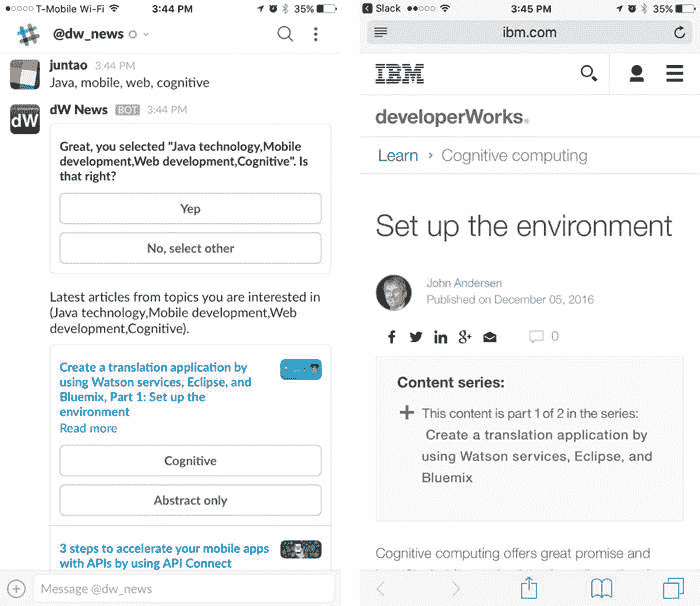 T-Mobile Wi-Fi 3:44 PM 35%
@dw_news
juntao 3:44 PM
Java, mobile, web, cognitive
dW
dW News BOT 3:44 PM
Great, you selected "Java technology,Mobile
development,Web development,Cognitive". Is
that right?
Yep
No, select other
Latest articles from topics you are interested in
(Java technology,Mobile development,Web
development,Cognitive).
Create a translation application by
using Watson services, Eclipse, and
Bluemix, Part 1: Set up the
environment
Read more
Cognitive
Abstract only
3 steps to accelerate your mobile apps
with APIs by using API Connect
Message @dw_news
Slack 3:45 PM 35%
ibm.com
IBM
developerWorks.
Learn › Cognitive computing
Set up the environment
John Andersen
Published on December 05, 2016
0
Content series:
This content is part 1 of 2 in the series:
Create a translation application by
using Watson services, Eclipse, and
Bluemix
Cognitive computing offers great promise and